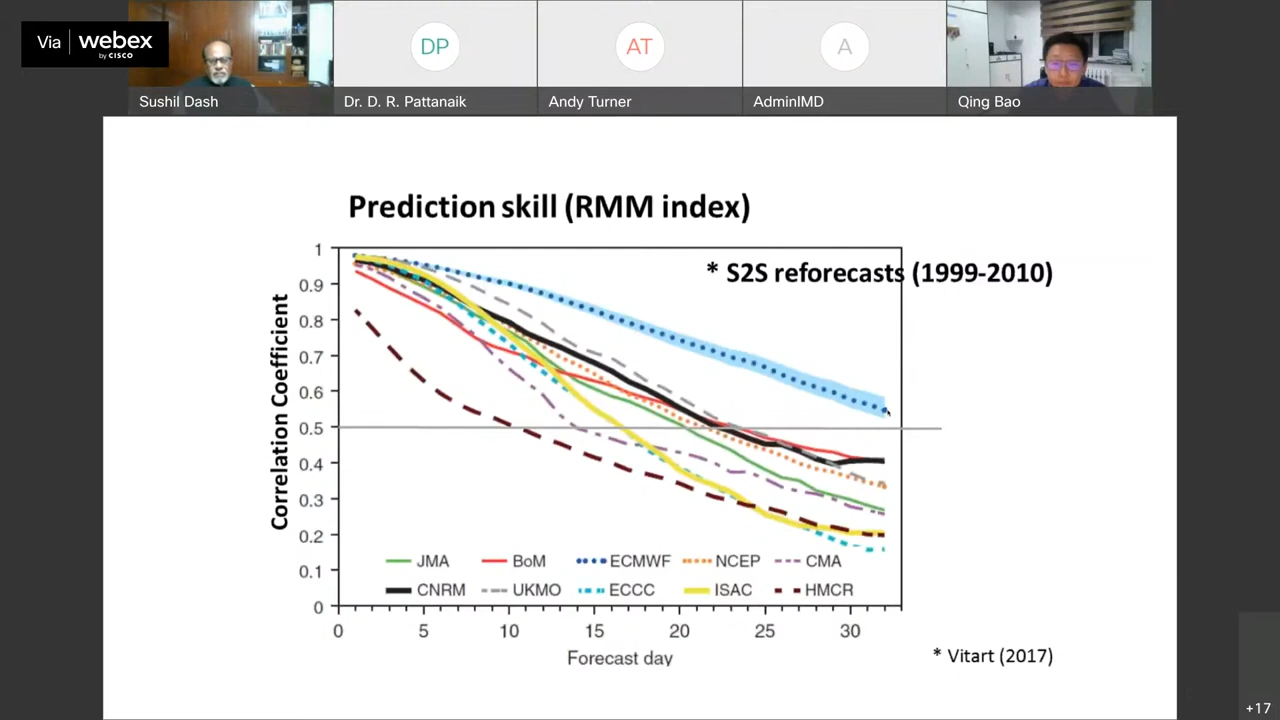 Via webex
by CISCO
DP
AT
A
Sushil Dash
Dr. D. R. Pattanaik
Andy Turner
AdminIMD
Qing Bao
Prediction skill (RMM index)
* S2S reforecasts (1999-2010)
Correlation Coefficient
1
0.9
0.8
0.7
0.6
0.5
0.4
0.3
0.2
0.1
0
JMA BoM ECMWF NCEP CMA
CNRM UKMO ECCC ISAC HMCR
0 5 10 15 20 25 30
Forecast day
* Vitart (2017)
+17